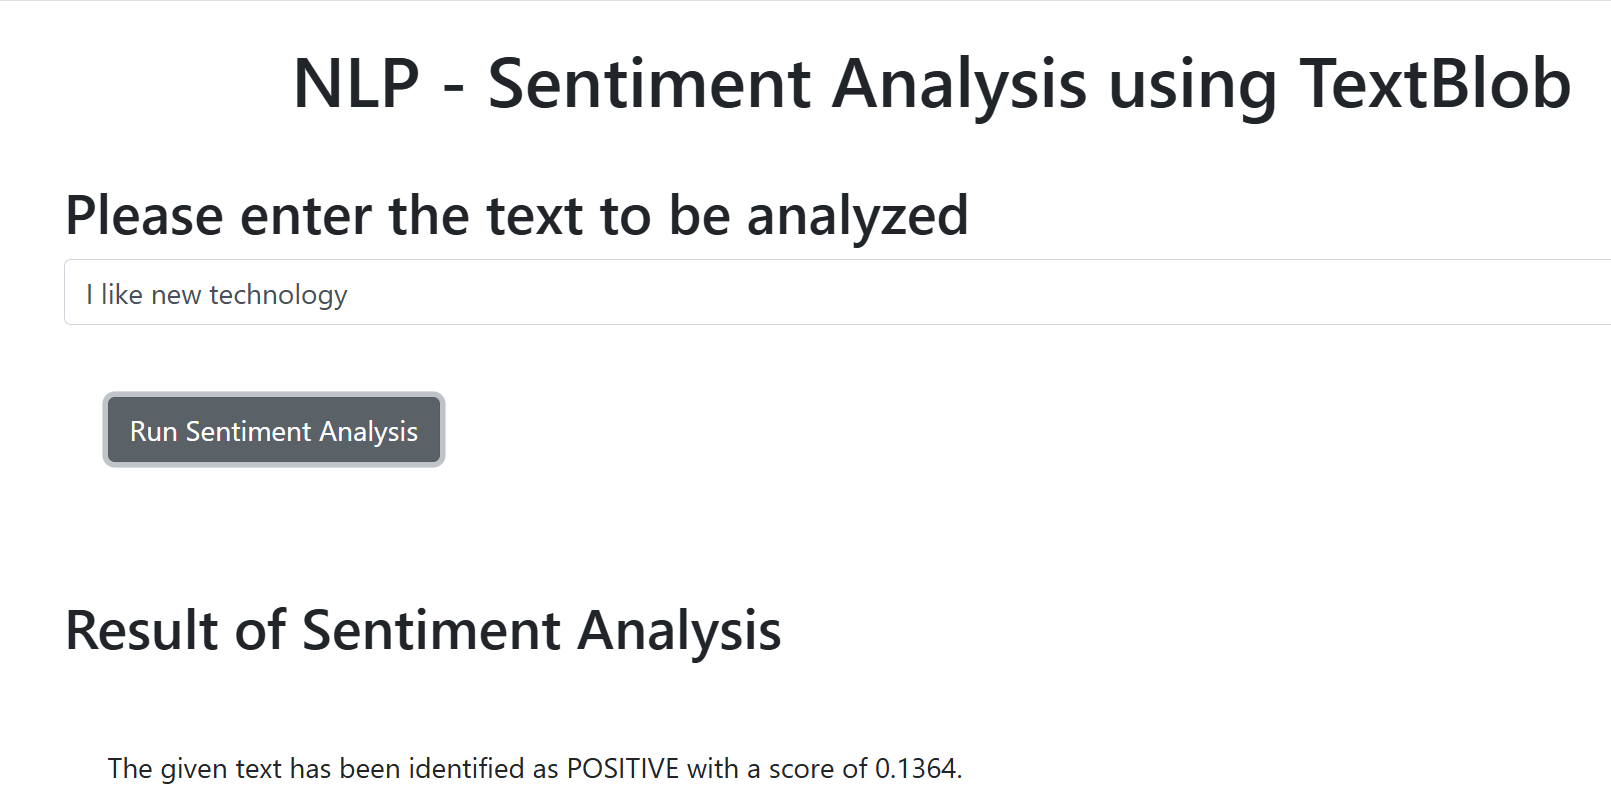 NLP - Sentiment Analysis using TextBlob
Please enter the text to be analyzed
I like new technology
Run Sentiment Analysis
Result of Sentiment Analysis
The given text has been identified as POSITIVE with a score of 0.1364.